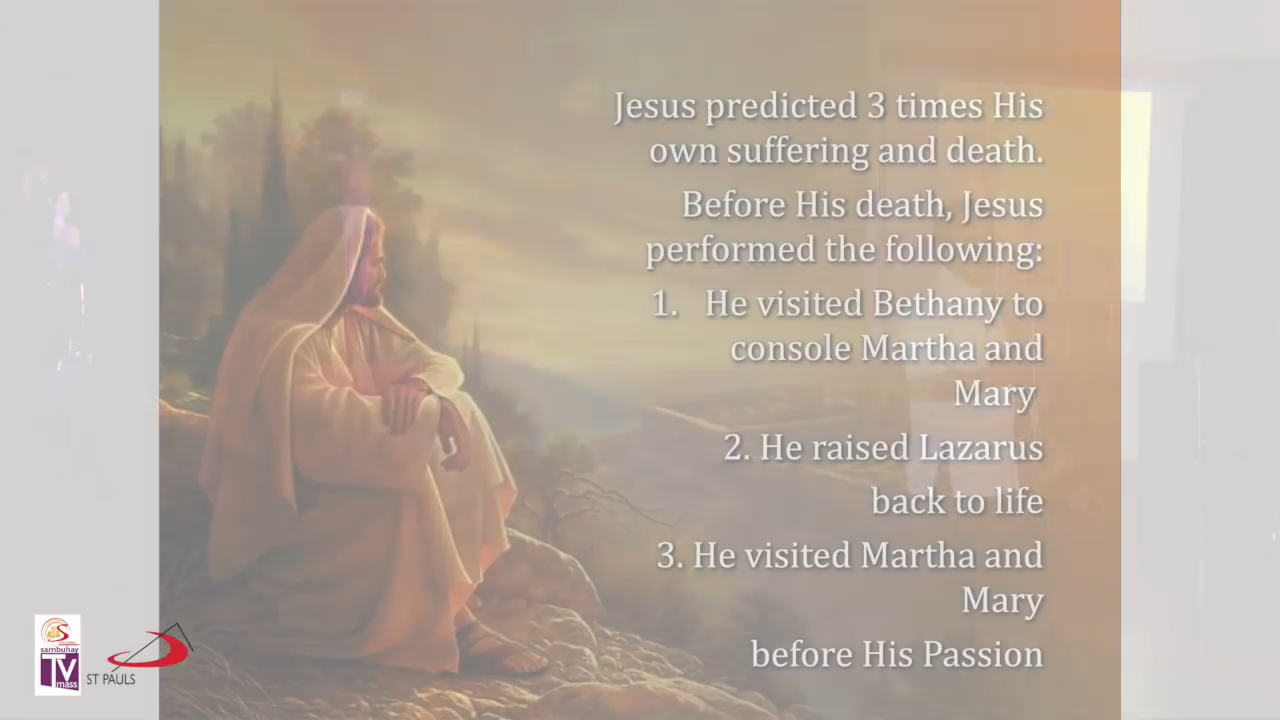 Jesus predicted 3 times His
own suffering and death.
Before His death, Jesus
performed the following:
1. He visited Bethany to
console Martha and
Mary
2. He raised Lazarus
back to life
3. He visited Martha and
Mary
before His Passion
sambuhay
TV
mass
ST PAULS